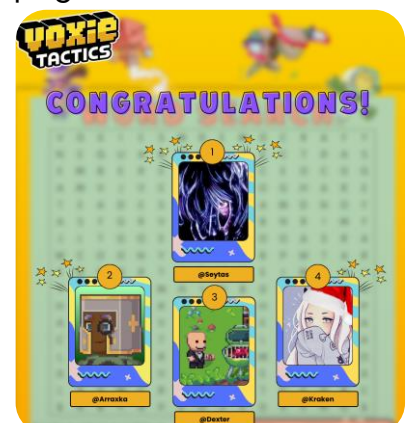 VOXIE
TACTICS
CONGRATULATIONS!
1
@Seytas
2
3
4
@Arraxka
@Dexter
@Kraken